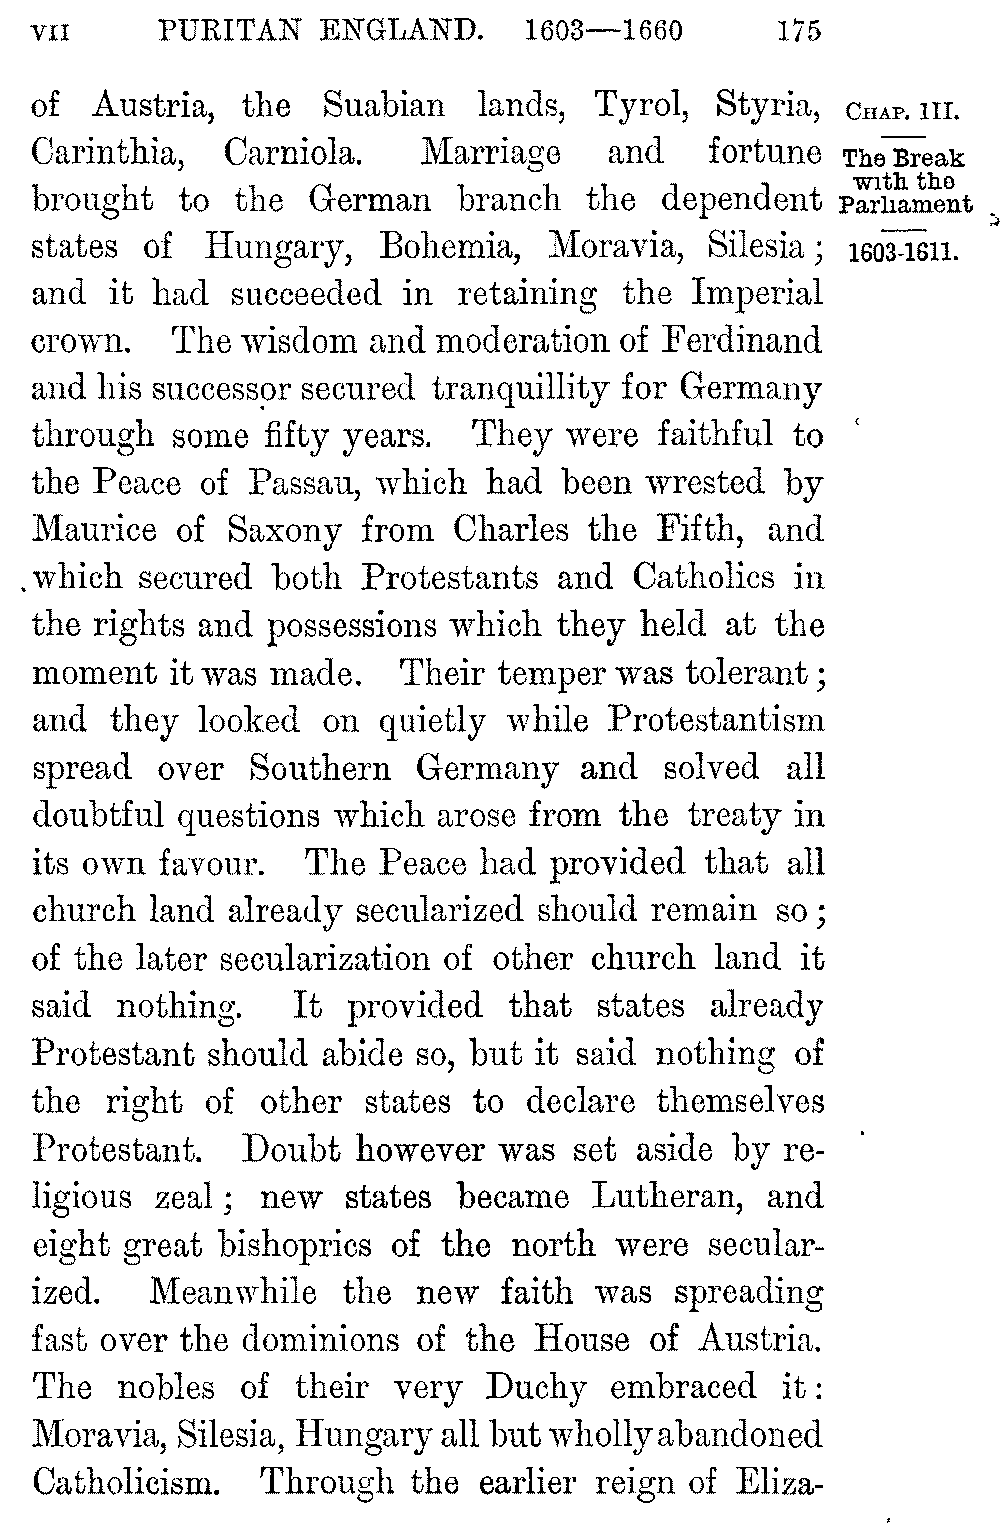 VII PURITAN ENGLAND. 1603—1660 175
of Austria, the Suabian lands, Tyrol, Styria,
Carinthia, Carniola. Marriage and fortune
brought to the German branch the dependent
states of Hungary, Bohemia, Moravia, Silesia;
and it had succeeded in retaining the Imperial
crown. The wisdom and moderation of Ferdinand
and his successor secured tranquillity for Germany
through some fifty years. They were faithful to
the Peace of Passau, which had been wrested by
Maurice of Saxony from Charles the Fifth, and
which secured both Protestants and Catholics in
the rights and possessions which they held at the
moment it was made. Their temper was tolerant;
and they looked on quietly while Protestantism
spread over Southern Germany and solved all
doubtful questions which arose from the treaty in
its own favour. The Peace had provided that all
church land already secularized should remain so;
of the later secularization of other church land it
said nothing. It provided that states already
Protestant should abide so, but it said nothing of
the right of other states to declare themselves
Protestant. Doubt however was set aside by re-
ligious zeal; new states became Lutheran, and
eight great bishoprics of the north were secular-
ized. Meanwhile the new faith was spreading
fast over the dominions of the House of Austria.
The nobles of their very Duchy embraced it:
Moravia, Silesia, Hungary all but wholly abandoned
Catholicism. Through the earlier reign of Eliza-
CHAP. III.
The Break
with the
Parliament
1603-1611.